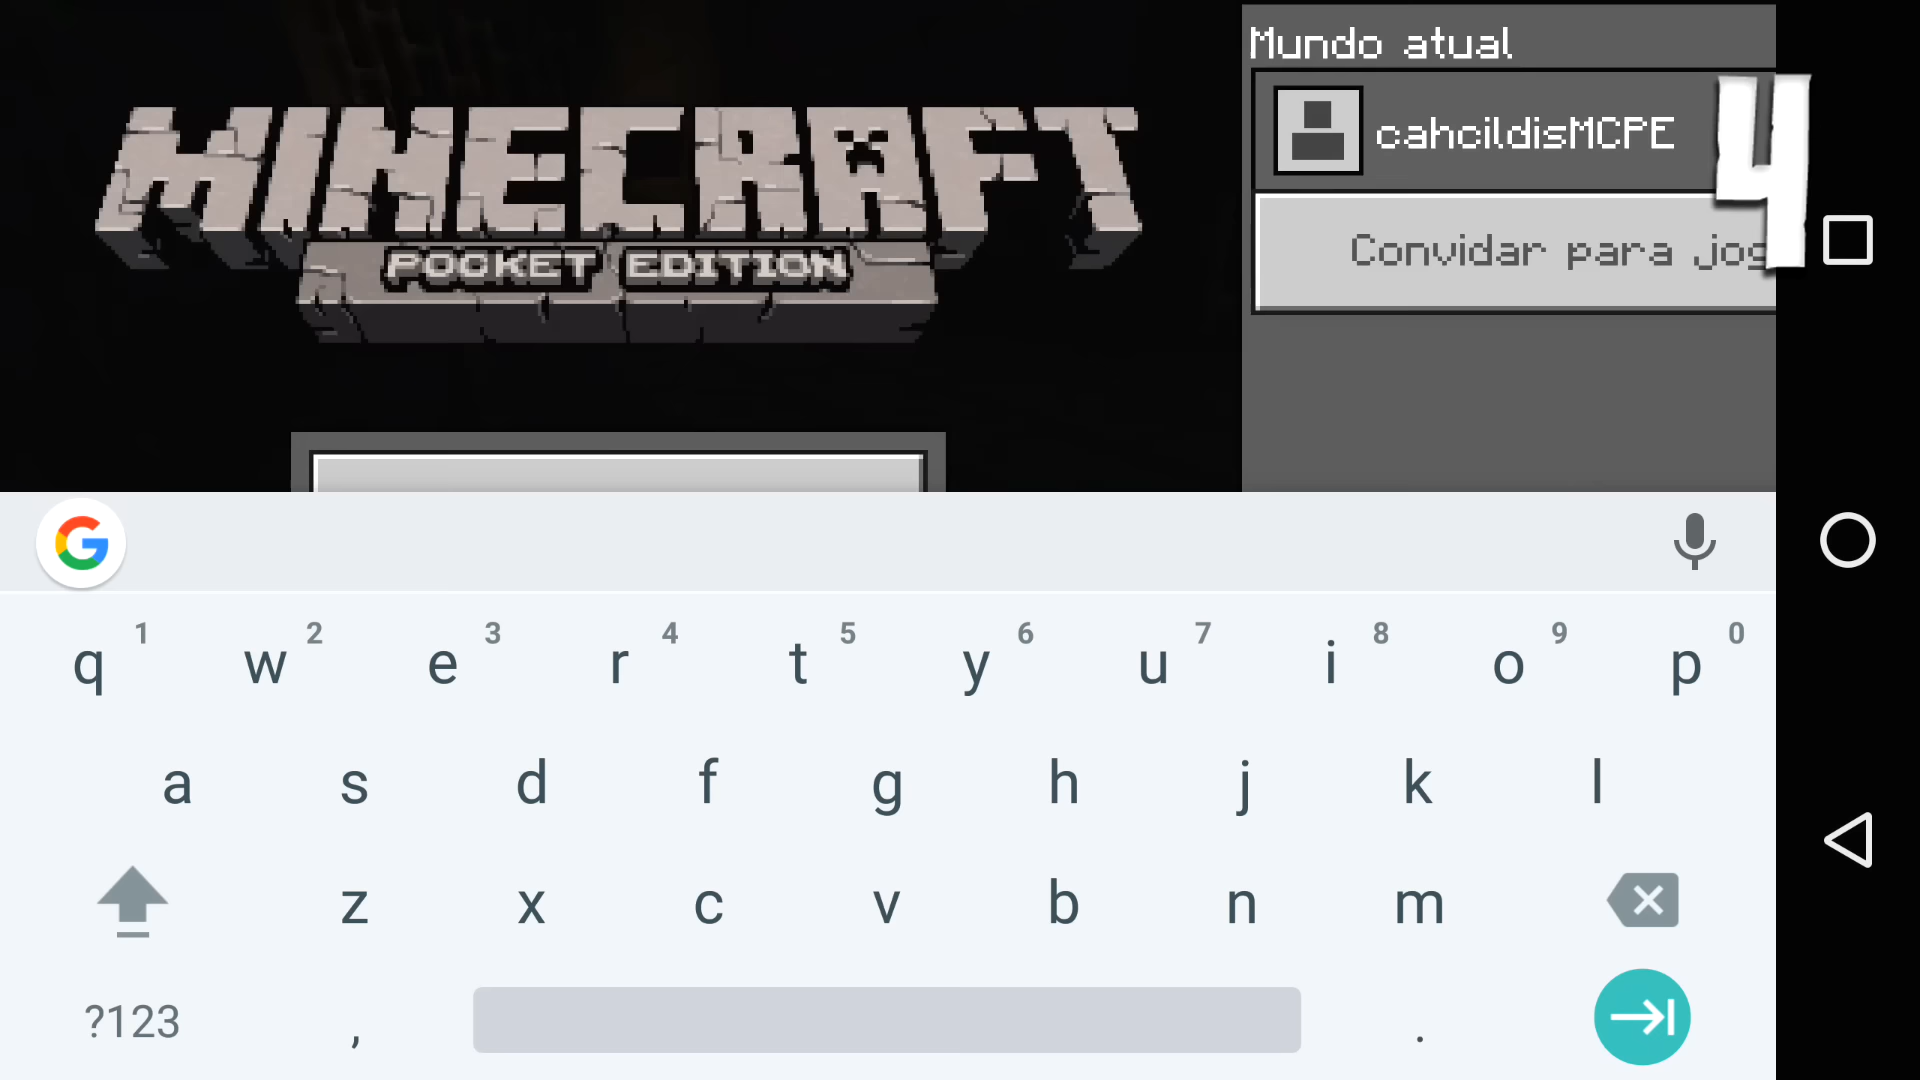 MINECRAFT
POCKET EDITION
Mundo atual
cahcildisMCPE
4
Convidar para jog
G
q 1 w 2 e 3 r 4 t 5 y 6 u 7 i 8 o 9 p 0
a s d f g h j k l
z x c v b n m
?123 , .